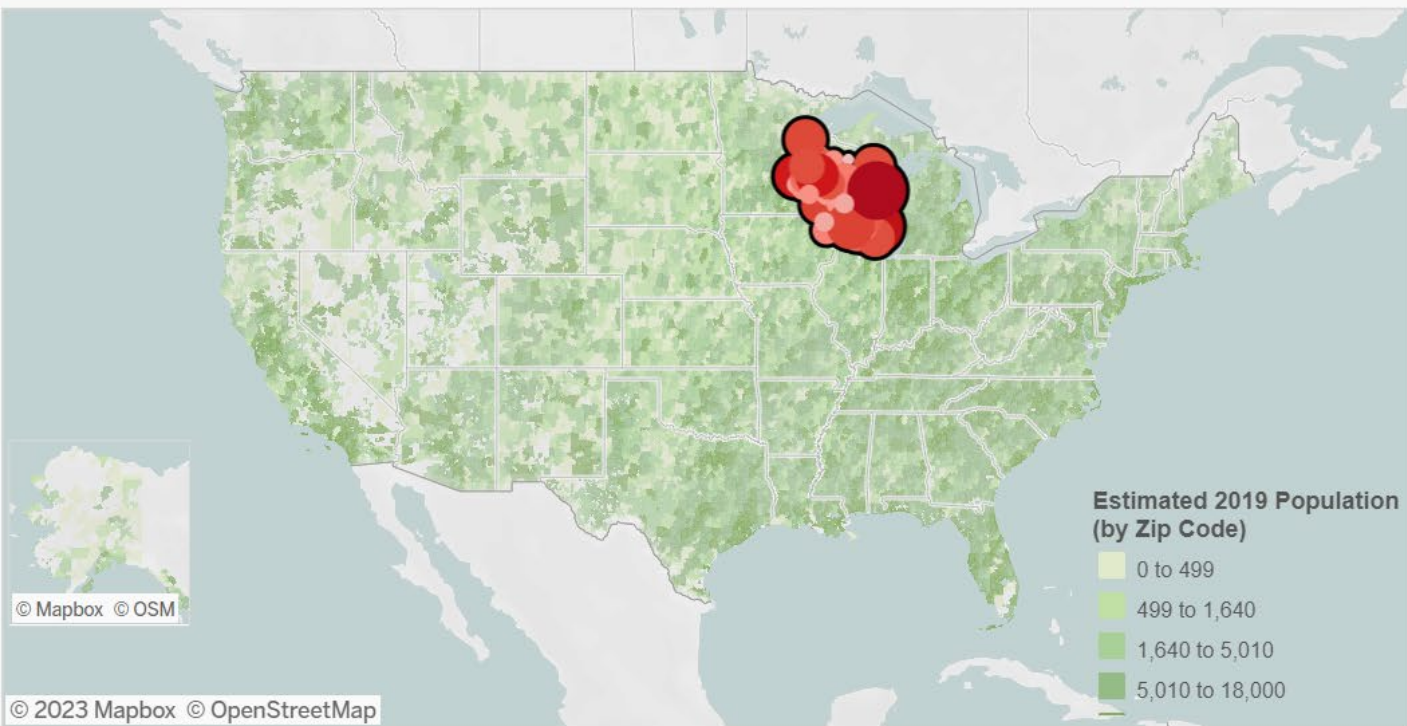 © Mapbox © OSM
© 2023 Mapbox © OpenStreetMap
Estimated 2019 Population
(by Zip Code)
0 to 499
499 to 1,640
1,640 to 5,010
5,010 to 18,000